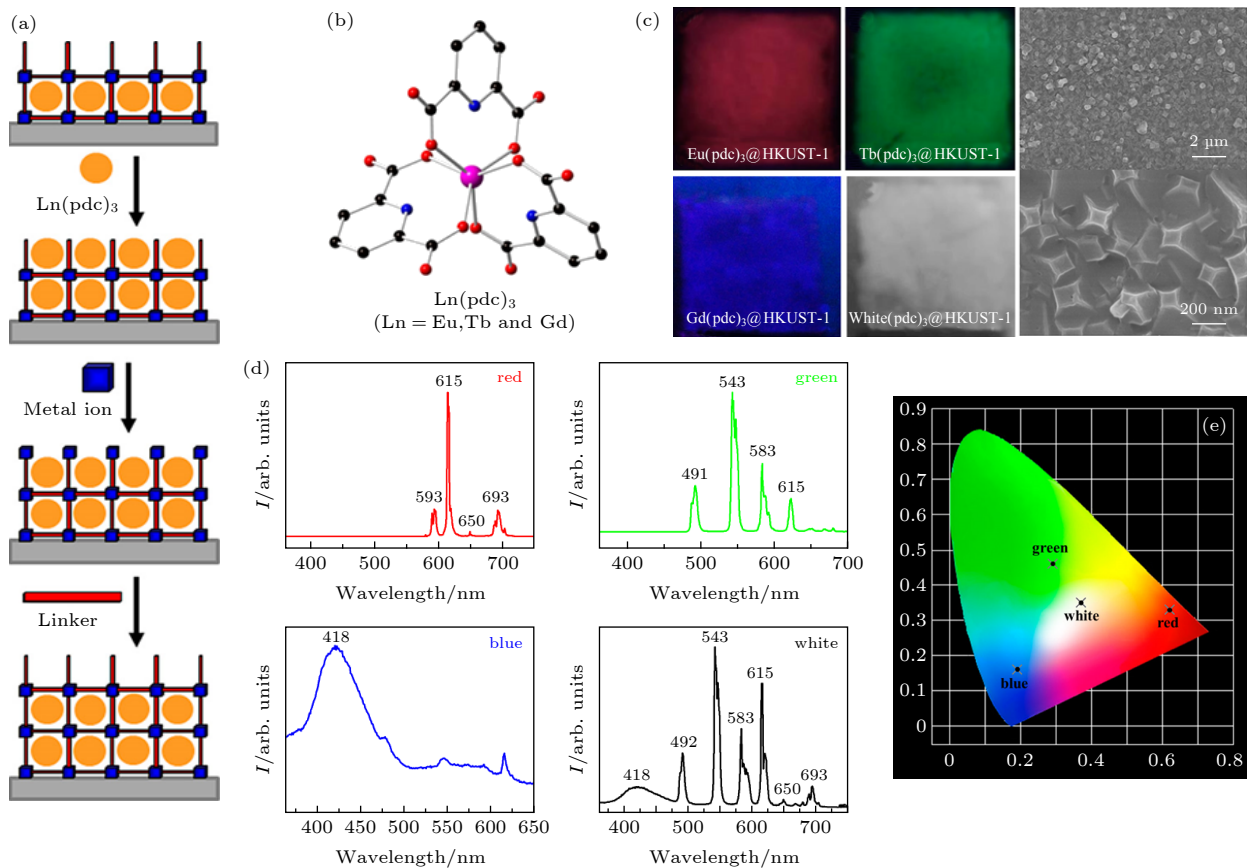 (a)
Ln(pdc)₃
Metal ion
Linker
(b)
Ln(pdc)₃
(Ln = Eu,Tb and Gd)
(c)
Eu(pdc)₃@HKUST-1
Tb(pdc)₃@HKUST-1
2 μm
Gd(pdc)₃@HKUST-1
White(pdc)₃@HKUST-1
200 nm
(d)
red
615
593
693
650
I/arb. units
400 500 600 700
Wavelength/nm
green
543
583
491
615
I/arb. units
400 500 600 700
Wavelength/nm
blue
418
I/arb. units
400 450 500 550 600 650
Wavelength/nm
white
543
615
583
492
418
650
693
I/arb. units
400 500 600 700
Wavelength/nm
(e)
0.9
0.8
0.7
0.6
0.5
0.4
0.3
0.2
0.1
0
green
white
red
blue
0 0.2 0.4 0.6 0.8